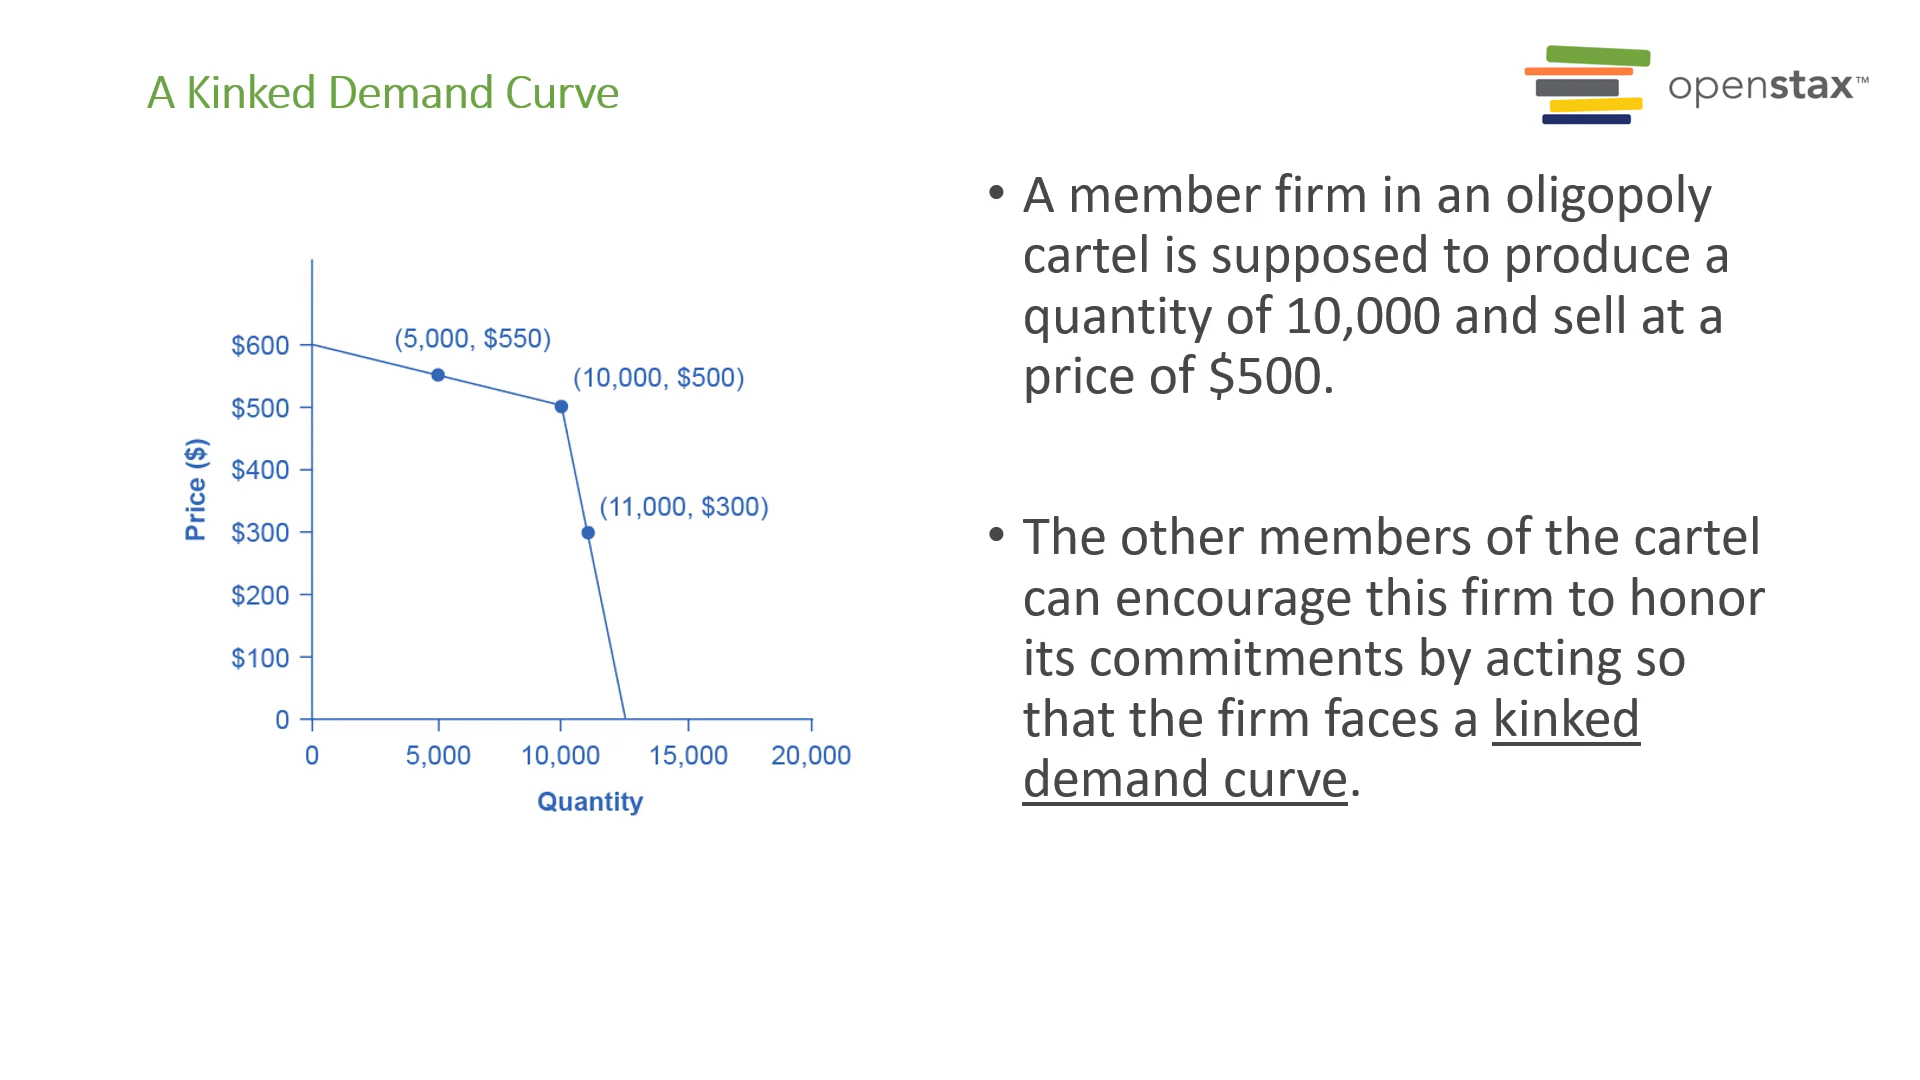 A Kinked Demand Curve
openstax™
(5,000, $550)
(10,000, $500)
(11,000, $300)
$600
$500
$400
$300
$200
$100
0
Price ($)
0 5,000 10,000 15,000 20,000
Quantity
• A member firm in an oligopoly
cartel is supposed to produce a
quantity of 10,000 and sell at a
price of $500.
• The other members of the cartel
can encourage this firm to honor
its commitments by acting so
that the firm faces a kinked
demand curve.